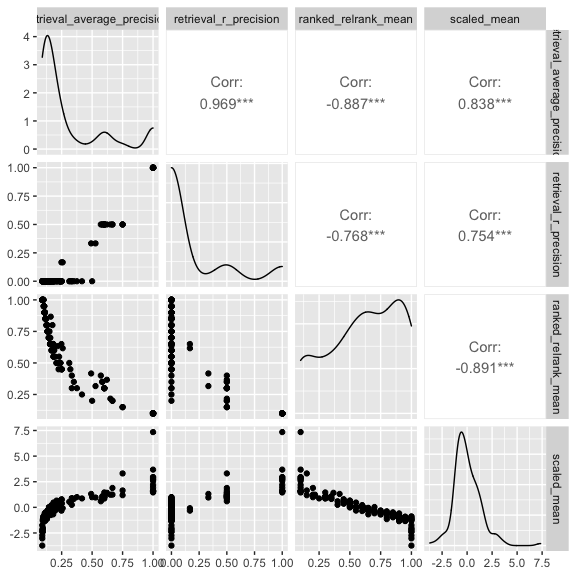 trieval_average_precisio
retrieval_r_precision
ranked_relrank_mean
scaled_mean
4
3
2
1
0
Corr:
0.969***
Corr:
-0.887***
Corr:
0.838***
trieval_average_precisio
1.00
0.75
0.50
0.25
0.00
Corr:
-0.768***
Corr:
0.754***
retrieval_r_precision
1.00
0.75
0.50
0.25
Corr:
-0.891***
ranked_relrank_mean
7.5
5.0
2.5
0.0
-2.5
scaled_mean
0.25 0.50 0.75 1.00
0.00 0.25 0.50 0.75 1.00
0.25 0.50 0.75 1.00
-2.5 0.0 2.5 5.0 7.5